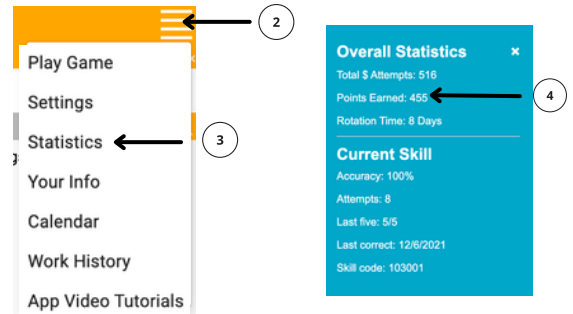 2
Play Game
Settings
Statistics
3
Your Info
Calendar
Work History
App Video Tutorials
Overall Statistics ×
Total $ Attempts: 516
Points Earned: 455
4
Rotation Time: 8 Days
Current Skill
Accuracy: 100%
Attempts: 8
Last five: 5/5
Last correct: 12/6/2021
Skill code: 103001